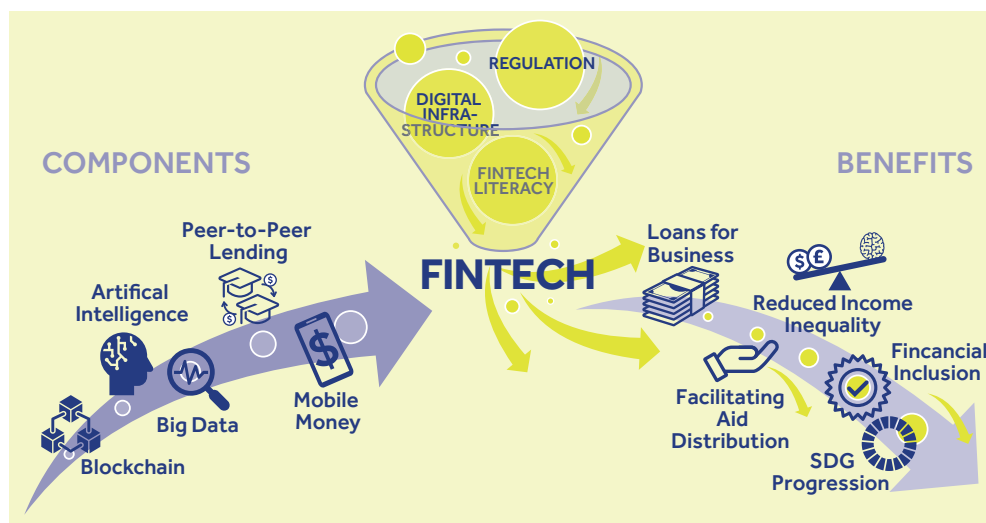 REGULATION
DIGITAL
INFRA-
STRUCTURE
FINTECH
LITERACY
COMPONENTS
BENEFITS
Peer-to-Peer
Lending
Artifical
Intelligence
$
$
Big Data
$
Mobile
Money
Blockchain
FINTECH
Loans for
Business
$ £
Reduced Income
Inequality
Fincancial
Inclusion
Facilitating
Aid
Distribution
SDG
Progression